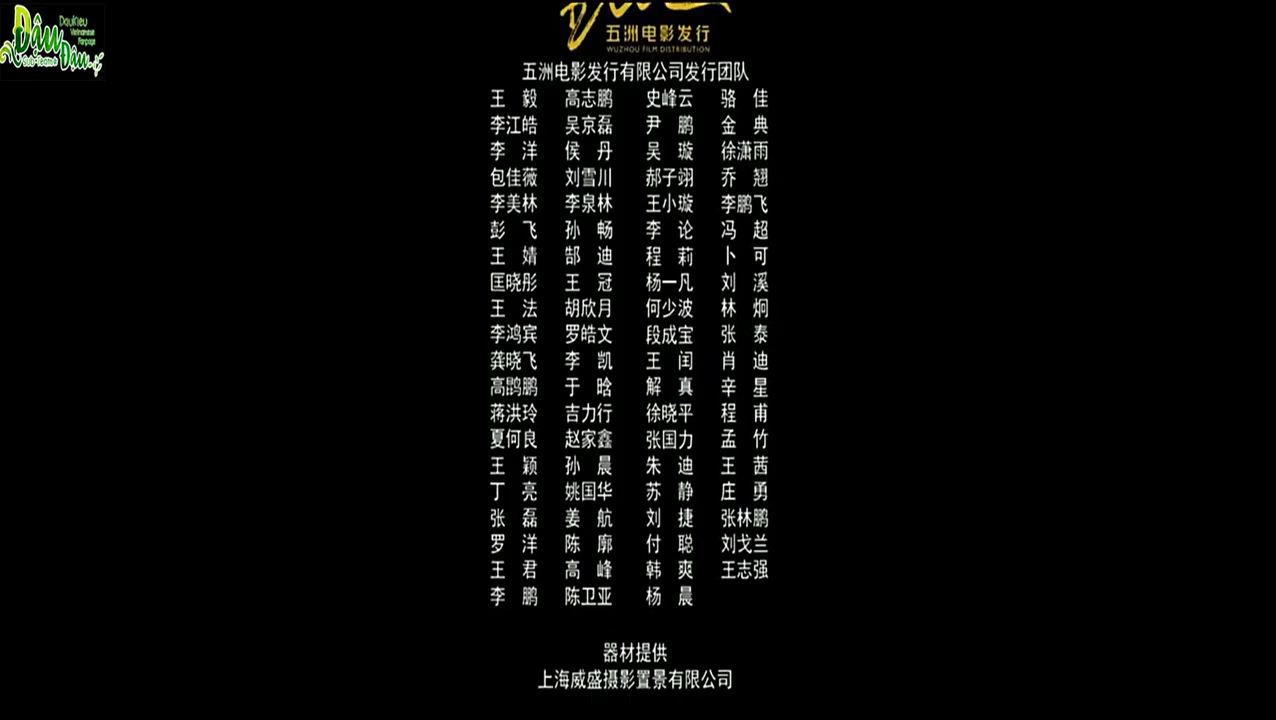 Đậu Đậu
DauKieu
Vietnamese
Fanpage
Sub-Team
五洲电影发行
WUZHOU FILM DISTRIBUTION
五洲电影发行有限公司发行团队
王 毅 高志鹏 史峰云 骆 佳
李江皓 吴京磊 尹 鹏 金 典
李 洋 侯 丹 吴 璇 徐潇雨
包佳薇 刘雪川 郝子翊 乔 翘
李美林 李泉林 王小璇 李鹏飞
彭 飞 孙 畅 李 论 冯 超
王 婧 郜 迪 程 莉 卜 可
匡晓彤 王 冠 杨一凡 刘 溪
王 法 胡欣月 何少波 林 炯
李鸿宾 罗皓文 段成宝 张 泰
龚晓飞 李 凯 王 闰 肖 迪
高鹍鹏 于 晗 解 真 辛 星
蒋洪玲 吉力行 徐晓平 程 甫
夏何良 赵家鑫 张国力 孟 竹
王 颖 孙 晨 朱 迪 王 茜
丁 亮 姚国华 苏 静 庄 勇
张 磊 姜 航 刘 捷 张林鹏
罗 洋 陈 廓 付 聪 刘戈兰
王 君 高 峰 韩 爽 王志强
李 鹏 陈卫亚 杨 晨
器材提供
上海威盛摄影置景有限公司